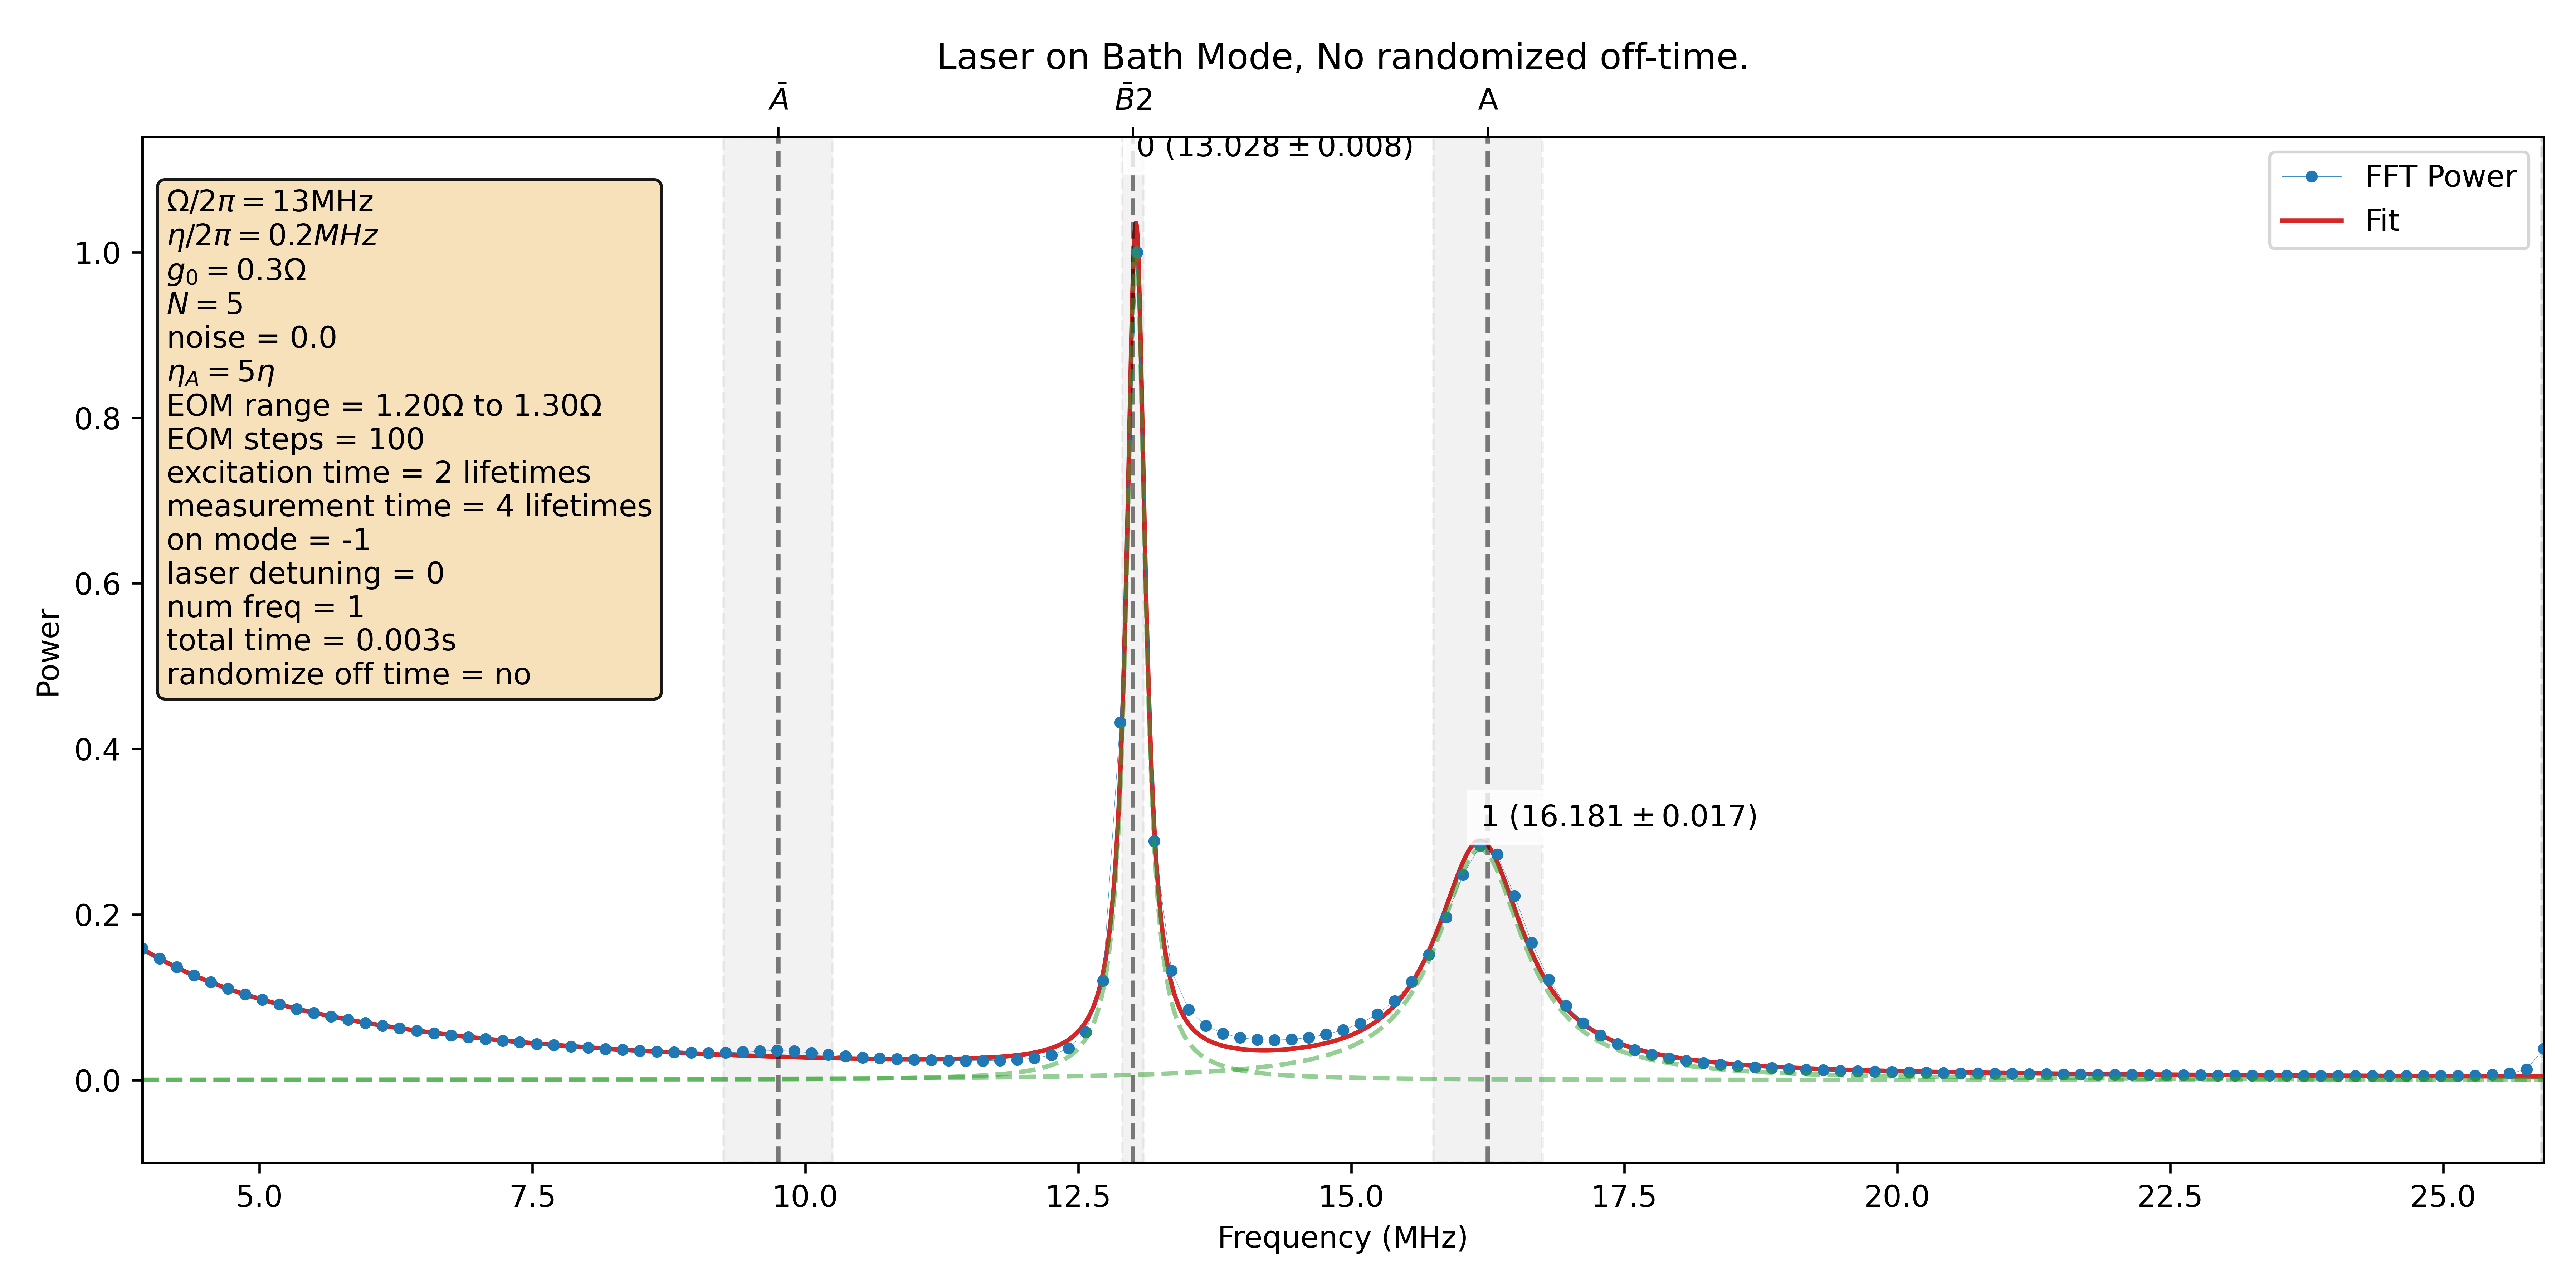 Laser on Bath Mode, No randomized off-time.
Ā B̄2 A
0 (13.028 ± 0.008)
Ω/2π = 13MHz
η/2π = 0.2MHz
g₀ = 0.3Ω
N = 5
noise = 0.0
η_A = 5η
EOM range = 1.20Ω to 1.30Ω
EOM steps = 100
excitation time = 2 lifetimes
measurement time = 4 lifetimes
on mode = -1
laser detuning = 0
num freq = 1
total time = 0.003s
randomize off time = no
FFT Power
Fit
1 (16.181 ± 0.017)
Power
1.0
0.8
0.6
0.4
0.2
0.0
5.0 7.5 10.0 12.5 15.0 17.5 20.0 22.5 25.0
Frequency (MHz)